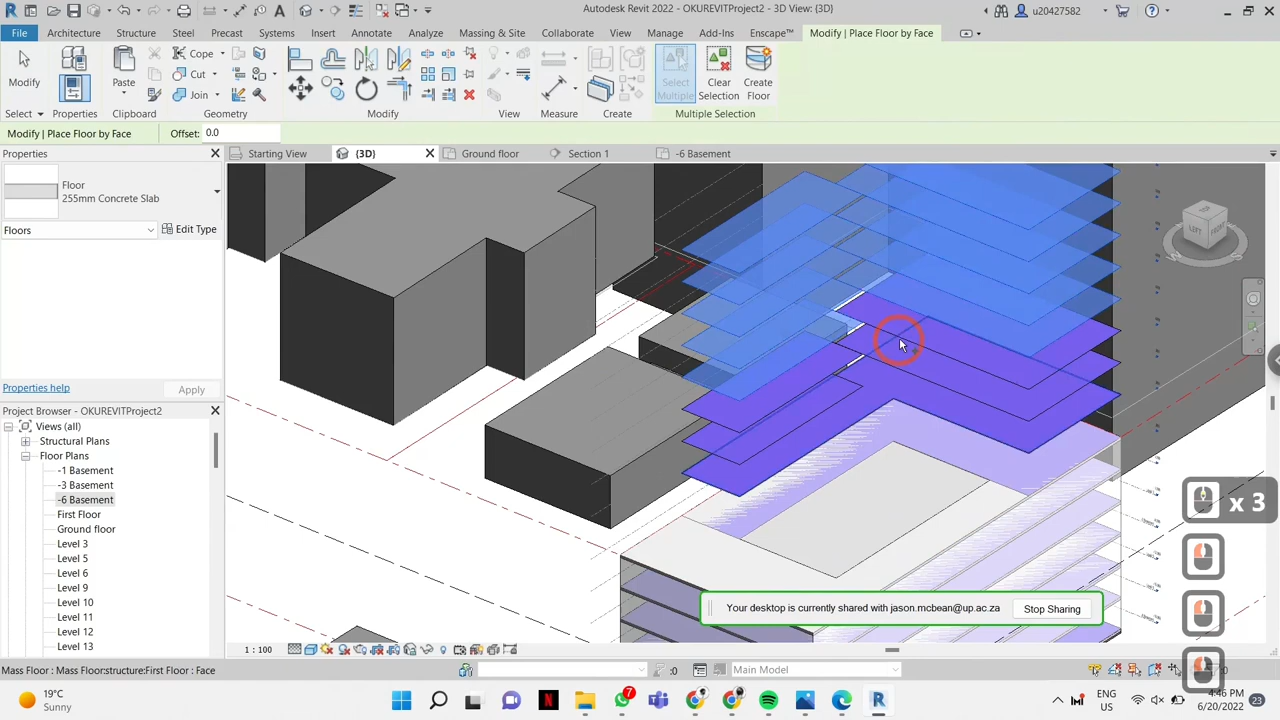 Autodesk Revit 2022 - OKUREVITProject2 - 3D View: {3D}
u20427582
File Architecture Structure Steel Precast Systems Insert Annotate Analyze Massing & Site Collaborate View Manage Add-Ins Enscape™ Modify | Place Floor by Face
Modify Paste Cope Cut Join Select Multiple Clear Selection Create Floor
Select Properties Clipboard Geometry Modify View Measure Create Multiple Selection
Modify | Place Floor by Face Offset: 0.0
Properties
Starting View {3D} Ground floor Section 1 -6 Basement
Floor
255mm Concrete Slab
Floors Edit Type
TOP
LEFT
FRONT
Properties help Apply
Project Browser - OKUREVITProject2
Views (all)
Structural Plans
Floor Plans
-1 Basement
-3 Basement
-6 Basement
First Floor
Ground floor
Level 3
Level 5
Level 6
Level 9
Level 10
Level 11
Level 12
Level 13
x 3
Your desktop is currently shared with jason.mcbean@up.ac.za Stop Sharing
1 : 100
Mass Floor : Mass Floor:structure:First Floor - Face
:0 Main Model
19°C
Sunny
7
ENG
US
4:46 PM
6/20/2022
23